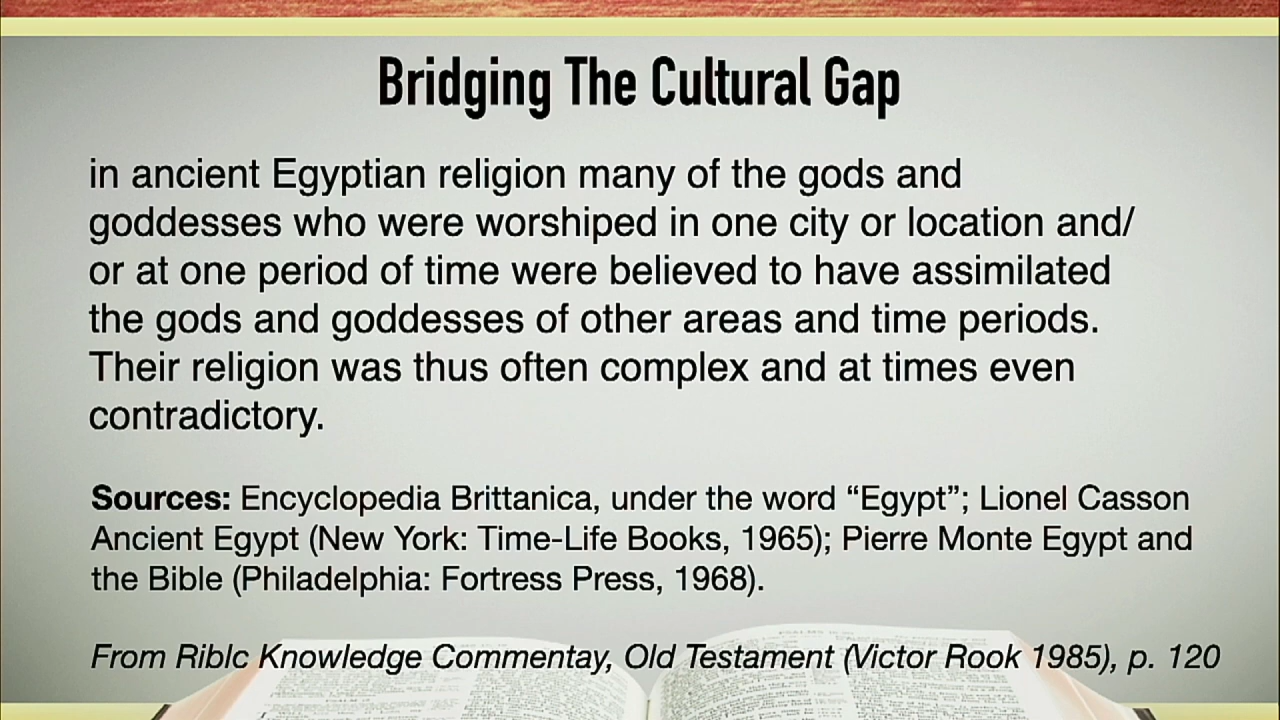 Bridging The Cultural Gap
in ancient Egyptian religion many of the gods and
goddesses who were worshiped in one city or location and/
or at one period of time were believed to have assimilated
the gods and goddesses of other areas and time periods.
Their religion was thus often complex and at times even
contradictory.
Sources: Encyclopedia Brittanica, under the word “Egypt”; Lionel Casson
Ancient Egypt (New York: Time-Life Books, 1965); Pierre Monte Egypt and
the Bible (Philadelphia: Fortress Press, 1968).
From Riblc Knowledge Commentay, Old Testament (Victor Rook 1985), p. 120